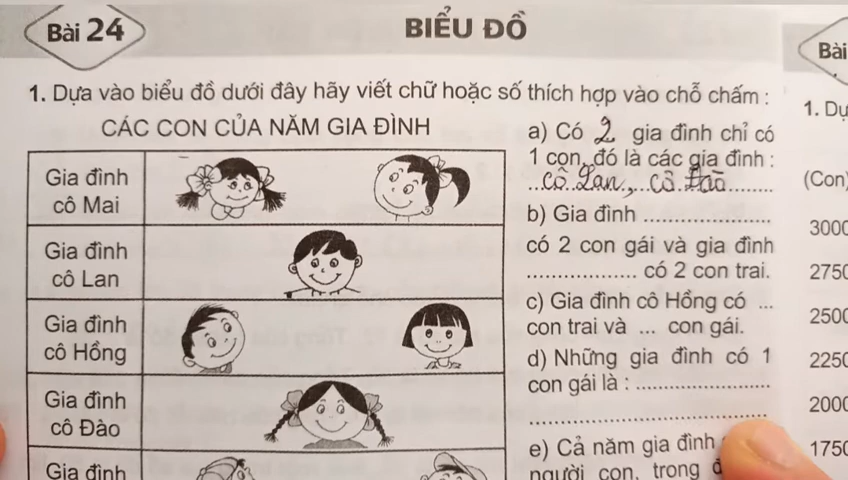 Bài 24
BIỂU ĐỒ
Bài
1. Dựa vào biểu đồ dưới đây hãy viết chữ hoặc số thích hợp vào chỗ chấm :
CÁC CON CỦA NĂM GIA ĐÌNH
Gia đình
cô Mai
Gia đình
cô Lan
Gia đình
cô Hồng
Gia đình
cô Đào
Gia đình
a) Có 2 gia đình chỉ có
1 con, đó là các gia đình :
cô Lan, cô Đào
b) Gia đình ....................
có 2 con gái và gia đình
................. có 2 con trai.
c) Gia đình cô Hồng có ...
con trai và ... con gái.
d) Những gia đình có 1
con gái là : .....................
......................................
e) Cả năm gia đình
người con, trong
1. Dự
(Con)
3000
2750
2500
2250
2000
1750